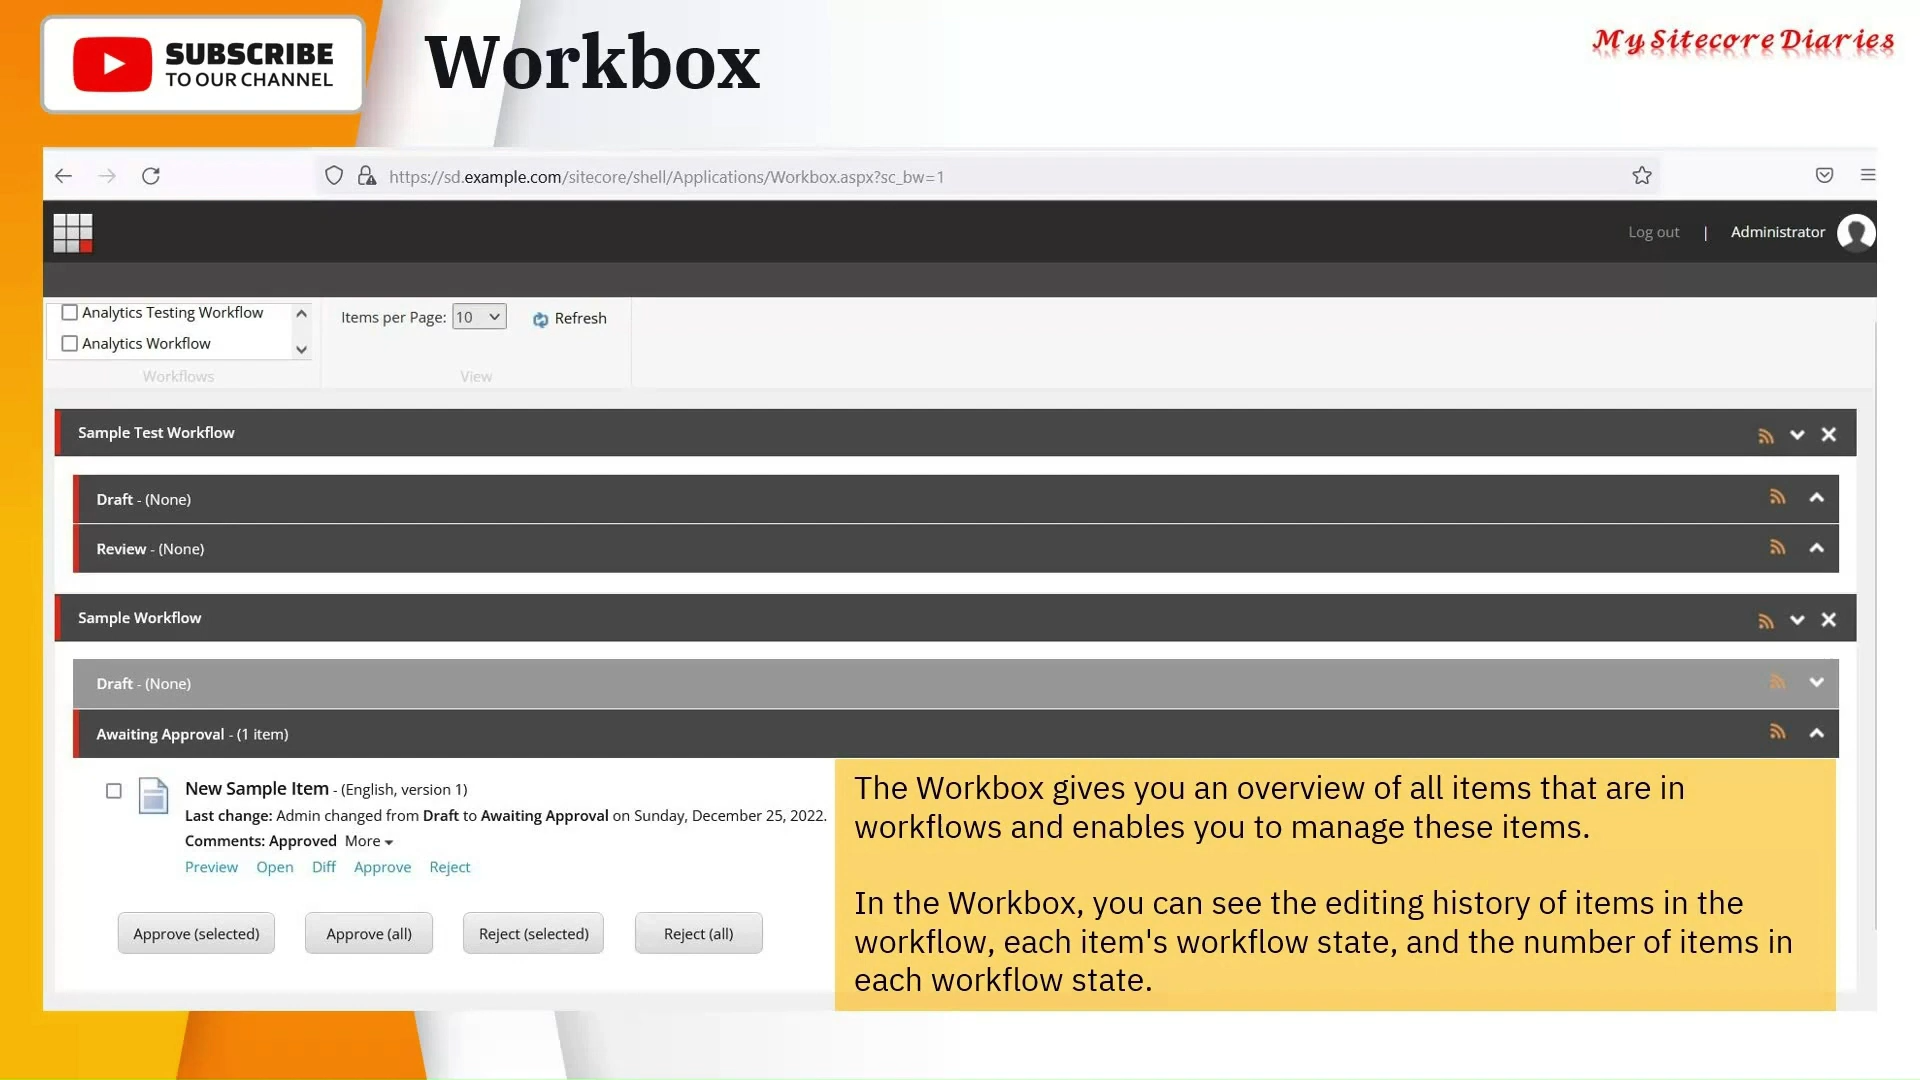 SUBSCRIBE
TO OUR CHANNEL
Workbox
My Sitecore Diaries
https://sd.example.com/sitecore/shell/Applications/Workbox.aspx?sc_bw=1
Log out | Administrator
Analytics Testing Workflow
Analytics Workflow
Workflows
Items per Page: 10 Refresh
View
Sample Test Workflow
Draft - (None)
Review - (None)
Sample Workflow
Draft - (None)
Awaiting Approval - (1 item)
New Sample Item - (English, version 1)
Last change: Admin changed from Draft to Awaiting Approval on Sunday, December 25, 2022.
Comments: Approved More
Preview Open Diff Approve Reject
Approve (selected) Approve (all) Reject (selected) Reject (all)
The Workbox gives you an overview of all items that are in
workflows and enables you to manage these items.
In the Workbox, you can see the editing history of items in the
workflow, each item's workflow state, and the number of items in
each workflow state.